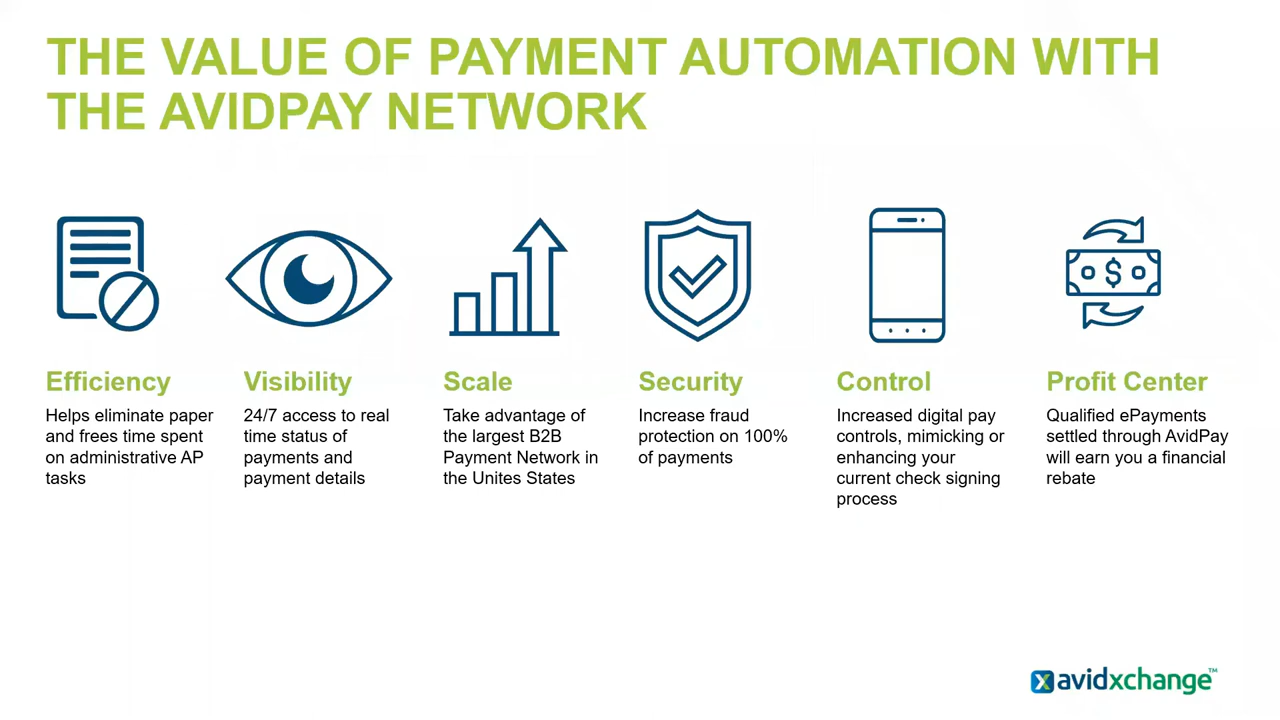 THE VALUE OF PAYMENT AUTOMATION WITH
THE AVIDPAY NETWORK
Efficiency
Helps eliminate paper
and frees time spent
on administrative AP
tasks
Visibility
24/7 access to real
time status of
payments and
payment details
Scale
Take advantage of
the largest B2B
Payment Network in
the Unites States
Security
Increase fraud
protection on 100%
of payments
Control
Increased digital pay
controls, mimicking or
enhancing your
current check signing
process
$
Profit Center
Qualified ePayments
settled through AvidPay
will earn you a financial
rebate
x avidxchange™